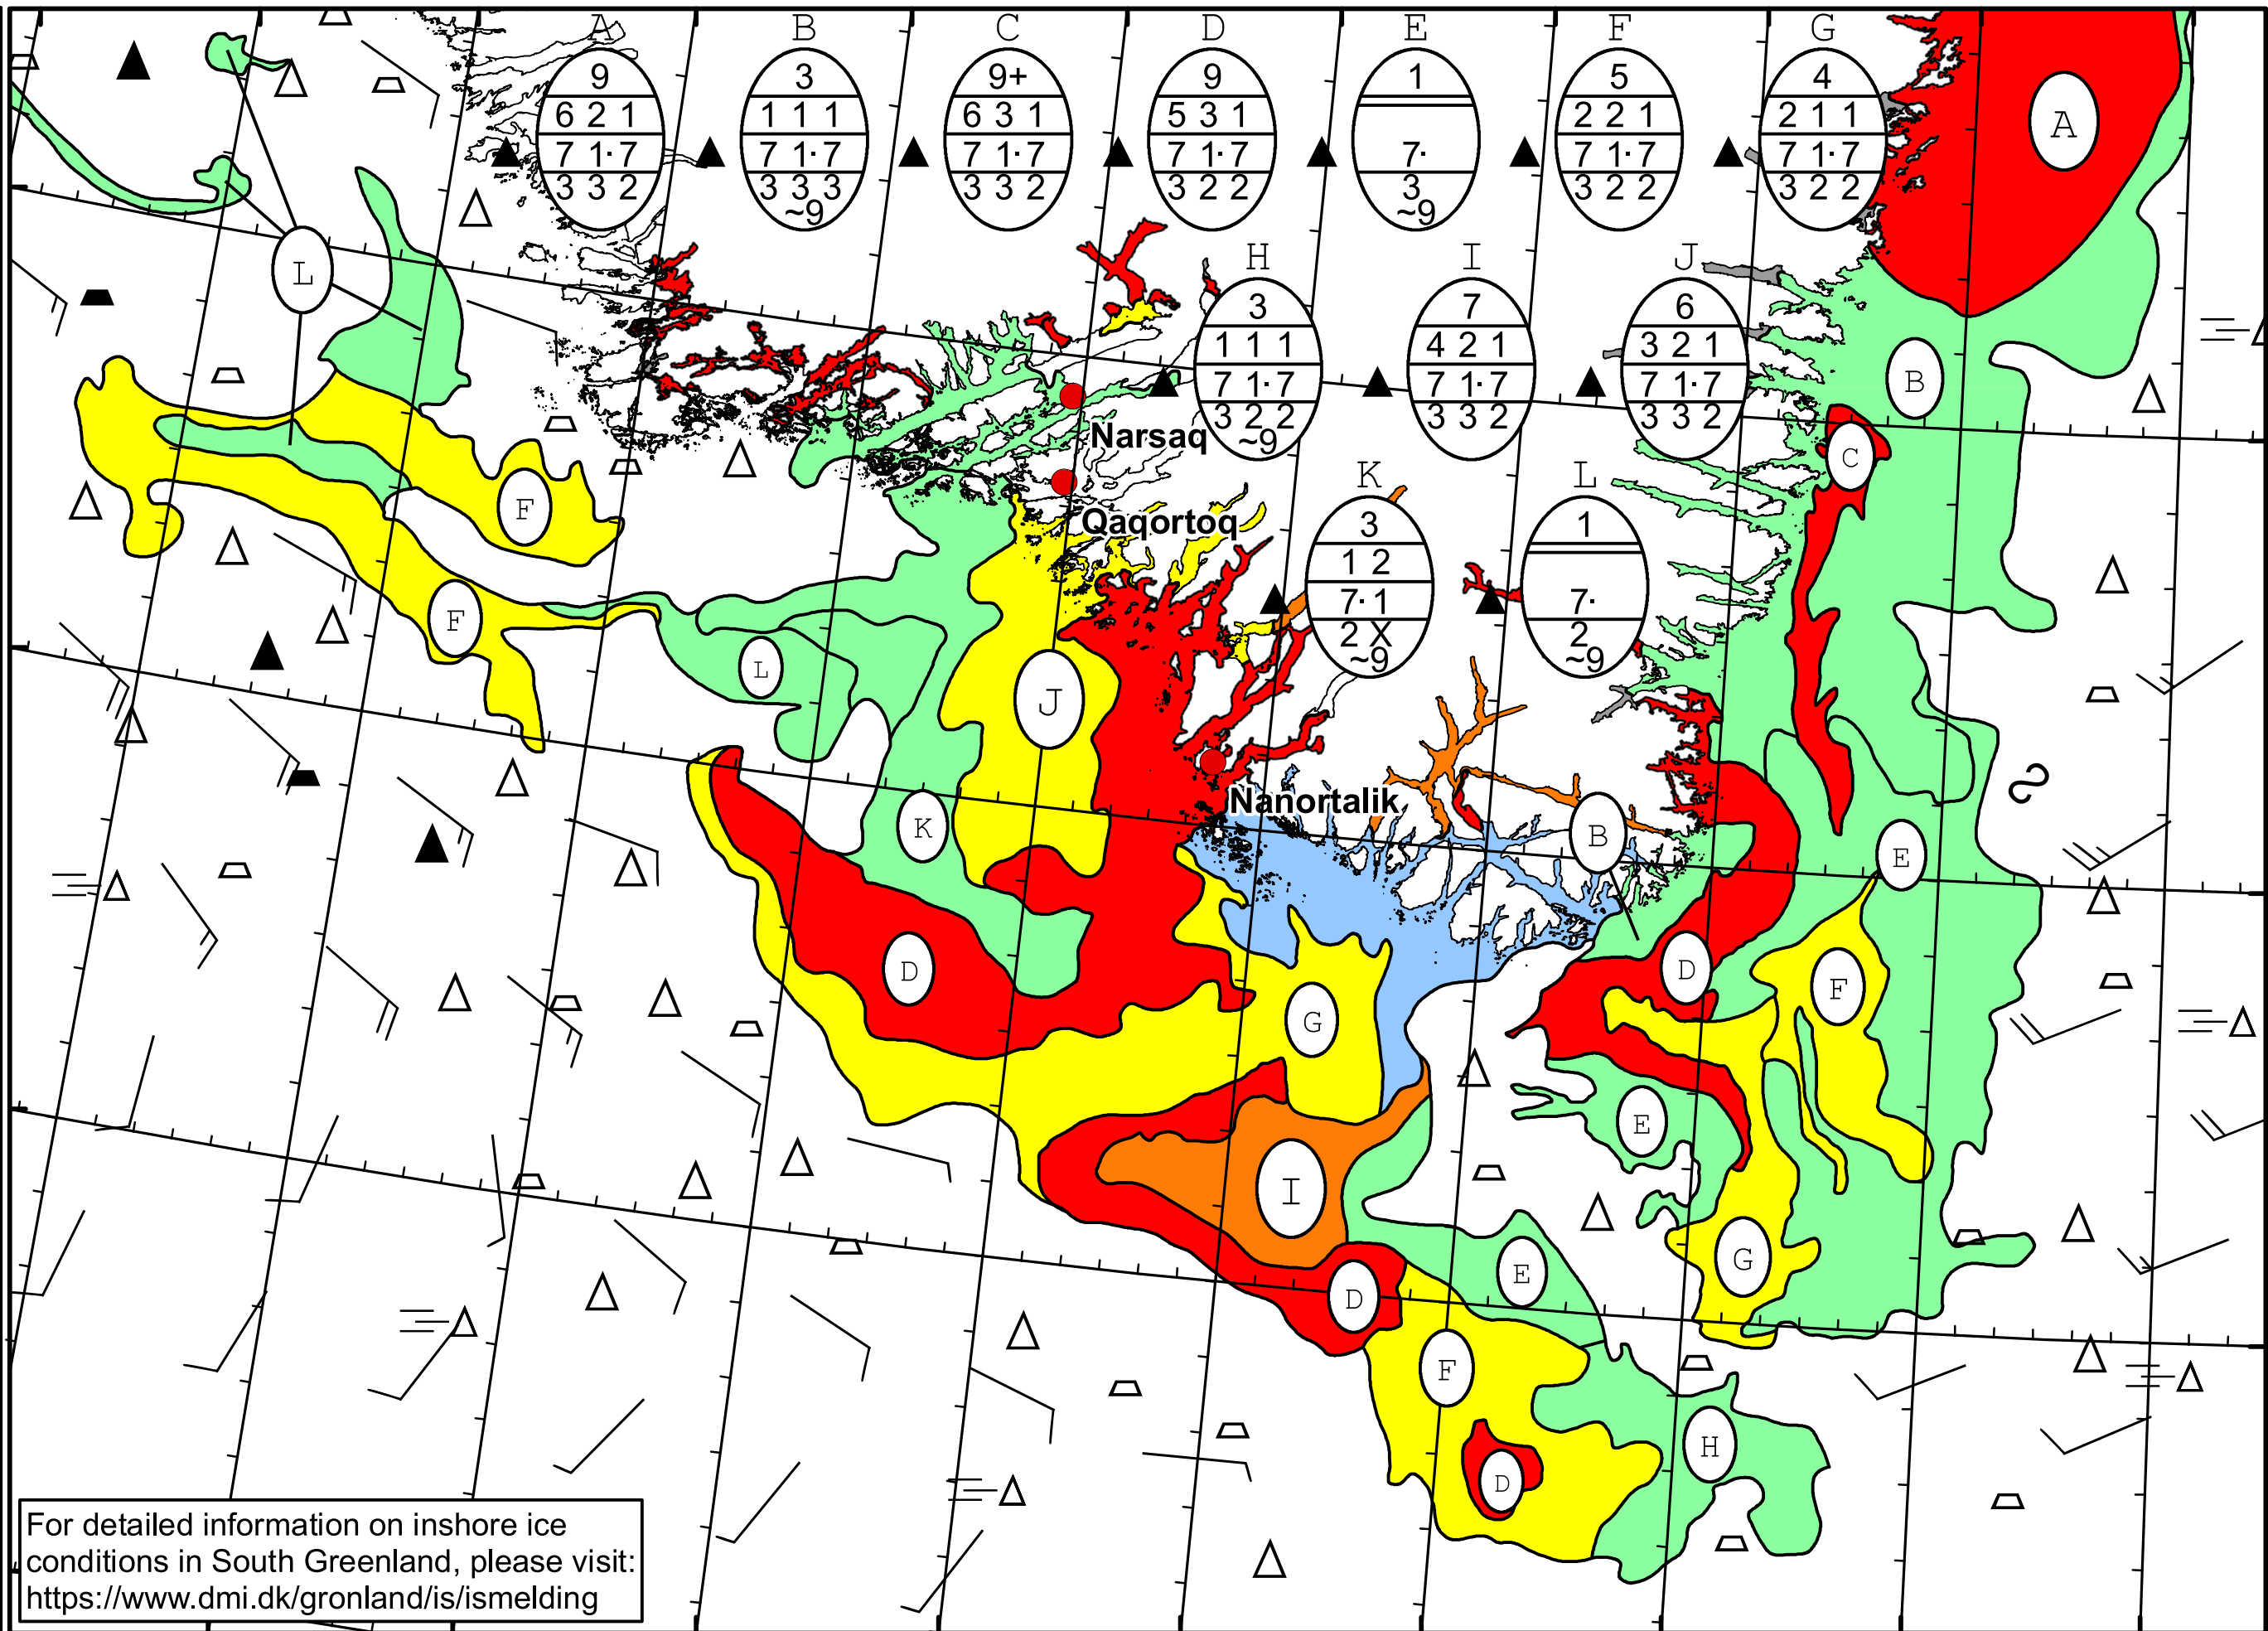 A B C D E F G
9
6 2 1
7 1· 7
3 3 2
3
1 1 1
7 1· 7
3 3 3
~9
9+
6 3 1
7 1· 7
3 3 2
9
5 3 1
7 1· 7
3 2 2
1
7·
3
~9
5
2 2 1
7 1· 7
3 2 2
4
2 1 1
7 1· 7
3 2 2
A
L
H I J
3
1 1 1
7 1· 7
3 2 2
~9
7
4 2 1
7 1· 7
3 3 2
6
3 2 1
7 1· 7
3 3 2
B
Narsaq
C
K L
3
1 2
7· 1
2 X
~9
1
7·
2
~9
F
Qaqortoq
F
L
J
Nanortalik
K
B
E
D
D
F
G
E
I
G
E
D
F
H
D
For detailed information on inshore ice
conditions in South Greenland, please visit:
https://www.dmi.dk/gronland/is/ismelding